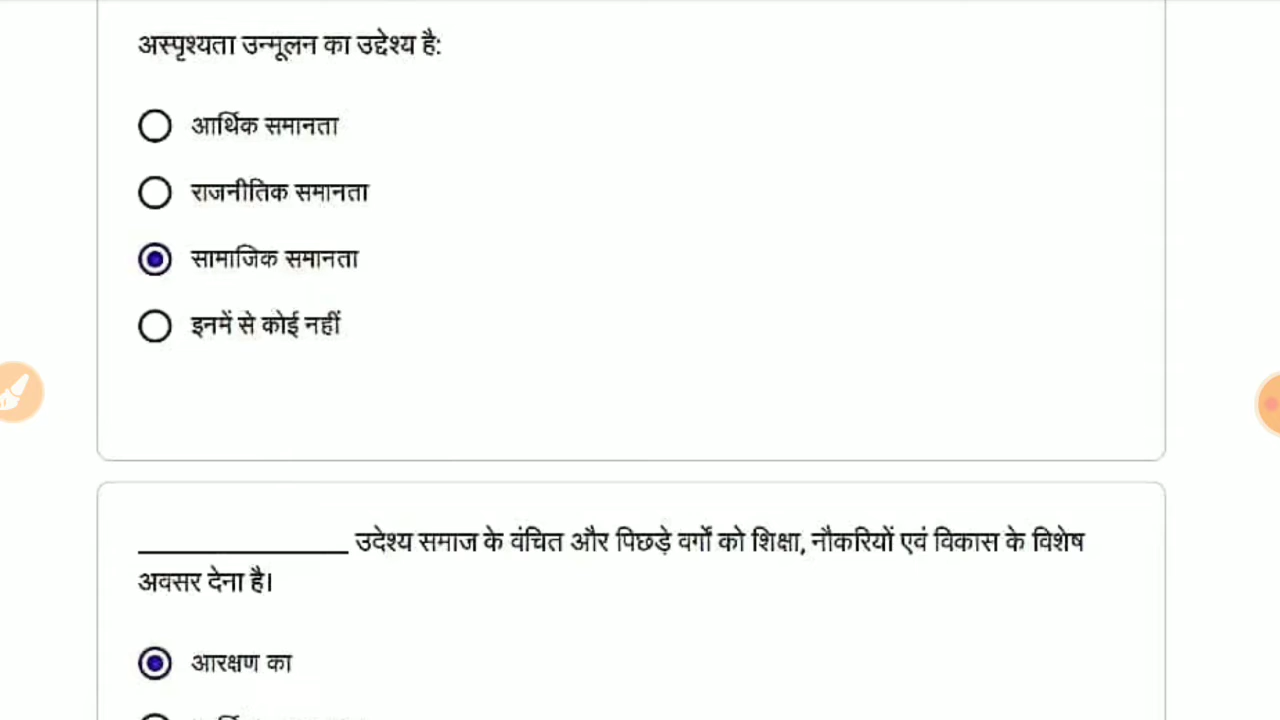 अस्पृश्यता उन्मूलन का उद्देश्य है:
आर्थिक समानता
राजनीतिक समानता
सामाजिक समानता
इनमें से कोई नहीं
_______________ उदेश्य समाज के वंचित और पिछड़े वर्गों को शिक्षा, नौकरियों एवं विकास के विशेष
अवसर देना है।
आरक्षण का